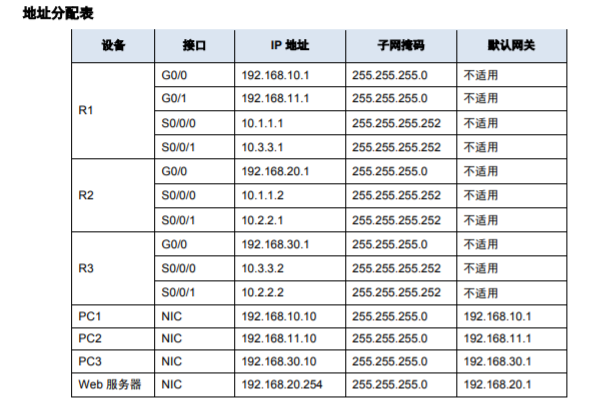 地址分配表
设备 接口 IP 地址 子网掩码 默认网关
R1 G0/0 192.168.10.1 255.255.255.0 不适用
G0/1 192.168.11.1 255.255.255.0 不适用
S0/0/0 10.1.1.1 255.255.255.252 不适用
S0/0/1 10.3.3.1 255.255.255.252 不适用
R2 G0/0 192.168.20.1 255.255.255.0 不适用
S0/0/0 10.1.1.2 255.255.255.252 不适用
S0/0/1 10.2.2.1 255.255.255.252 不适用
R3 G0/0 192.168.30.1 255.255.255.0 不适用
S0/0/0 10.3.3.2 255.255.255.252 不适用
S0/0/1 10.2.2.2 255.255.255.252 不适用
PC1 NIC 192.168.10.10 255.255.255.0 192.168.10.1
PC2 NIC 192.168.11.10 255.255.255.0 192.168.11.1
PC3 NIC 192.168.30.10 255.255.255.0 192.168.30.1
Web 服务器 NIC 192.168.20.254 255.255.255.0 192.168.20.1